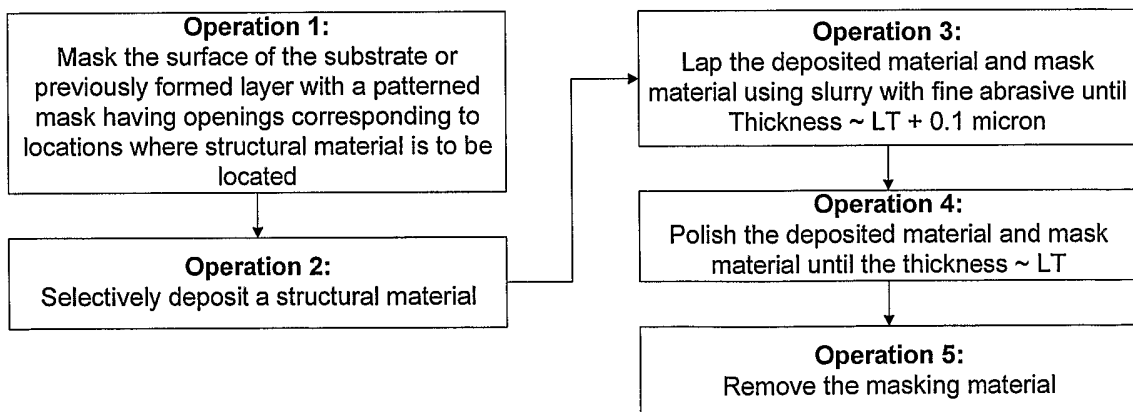 Operation 1:
Mask the surface of the substrate or
previously formed layer with a patterned
mask having openings corresponding to
locations where structural material is to be
located
Operation 2:
Selectively deposit a structural material
Operation 3:
Lap the deposited material and mask
material using slurry with fine abrasive until
Thickness ~ LT + 0.1 micron
Operation 4:
Polish the deposited material and mask
material until the thickness ~ LT
Operation 5:
Remove the masking material